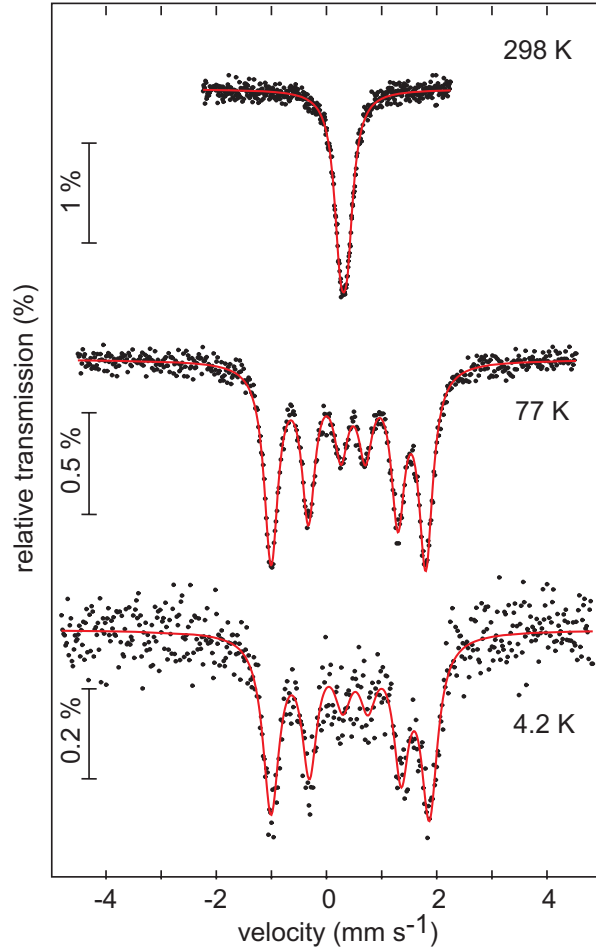 298 K
1 %
relative transmission (%)
77 K
0.5 %
4.2 K
0.2 %
-4 -2 0 2 4
velocity (mm s-1)